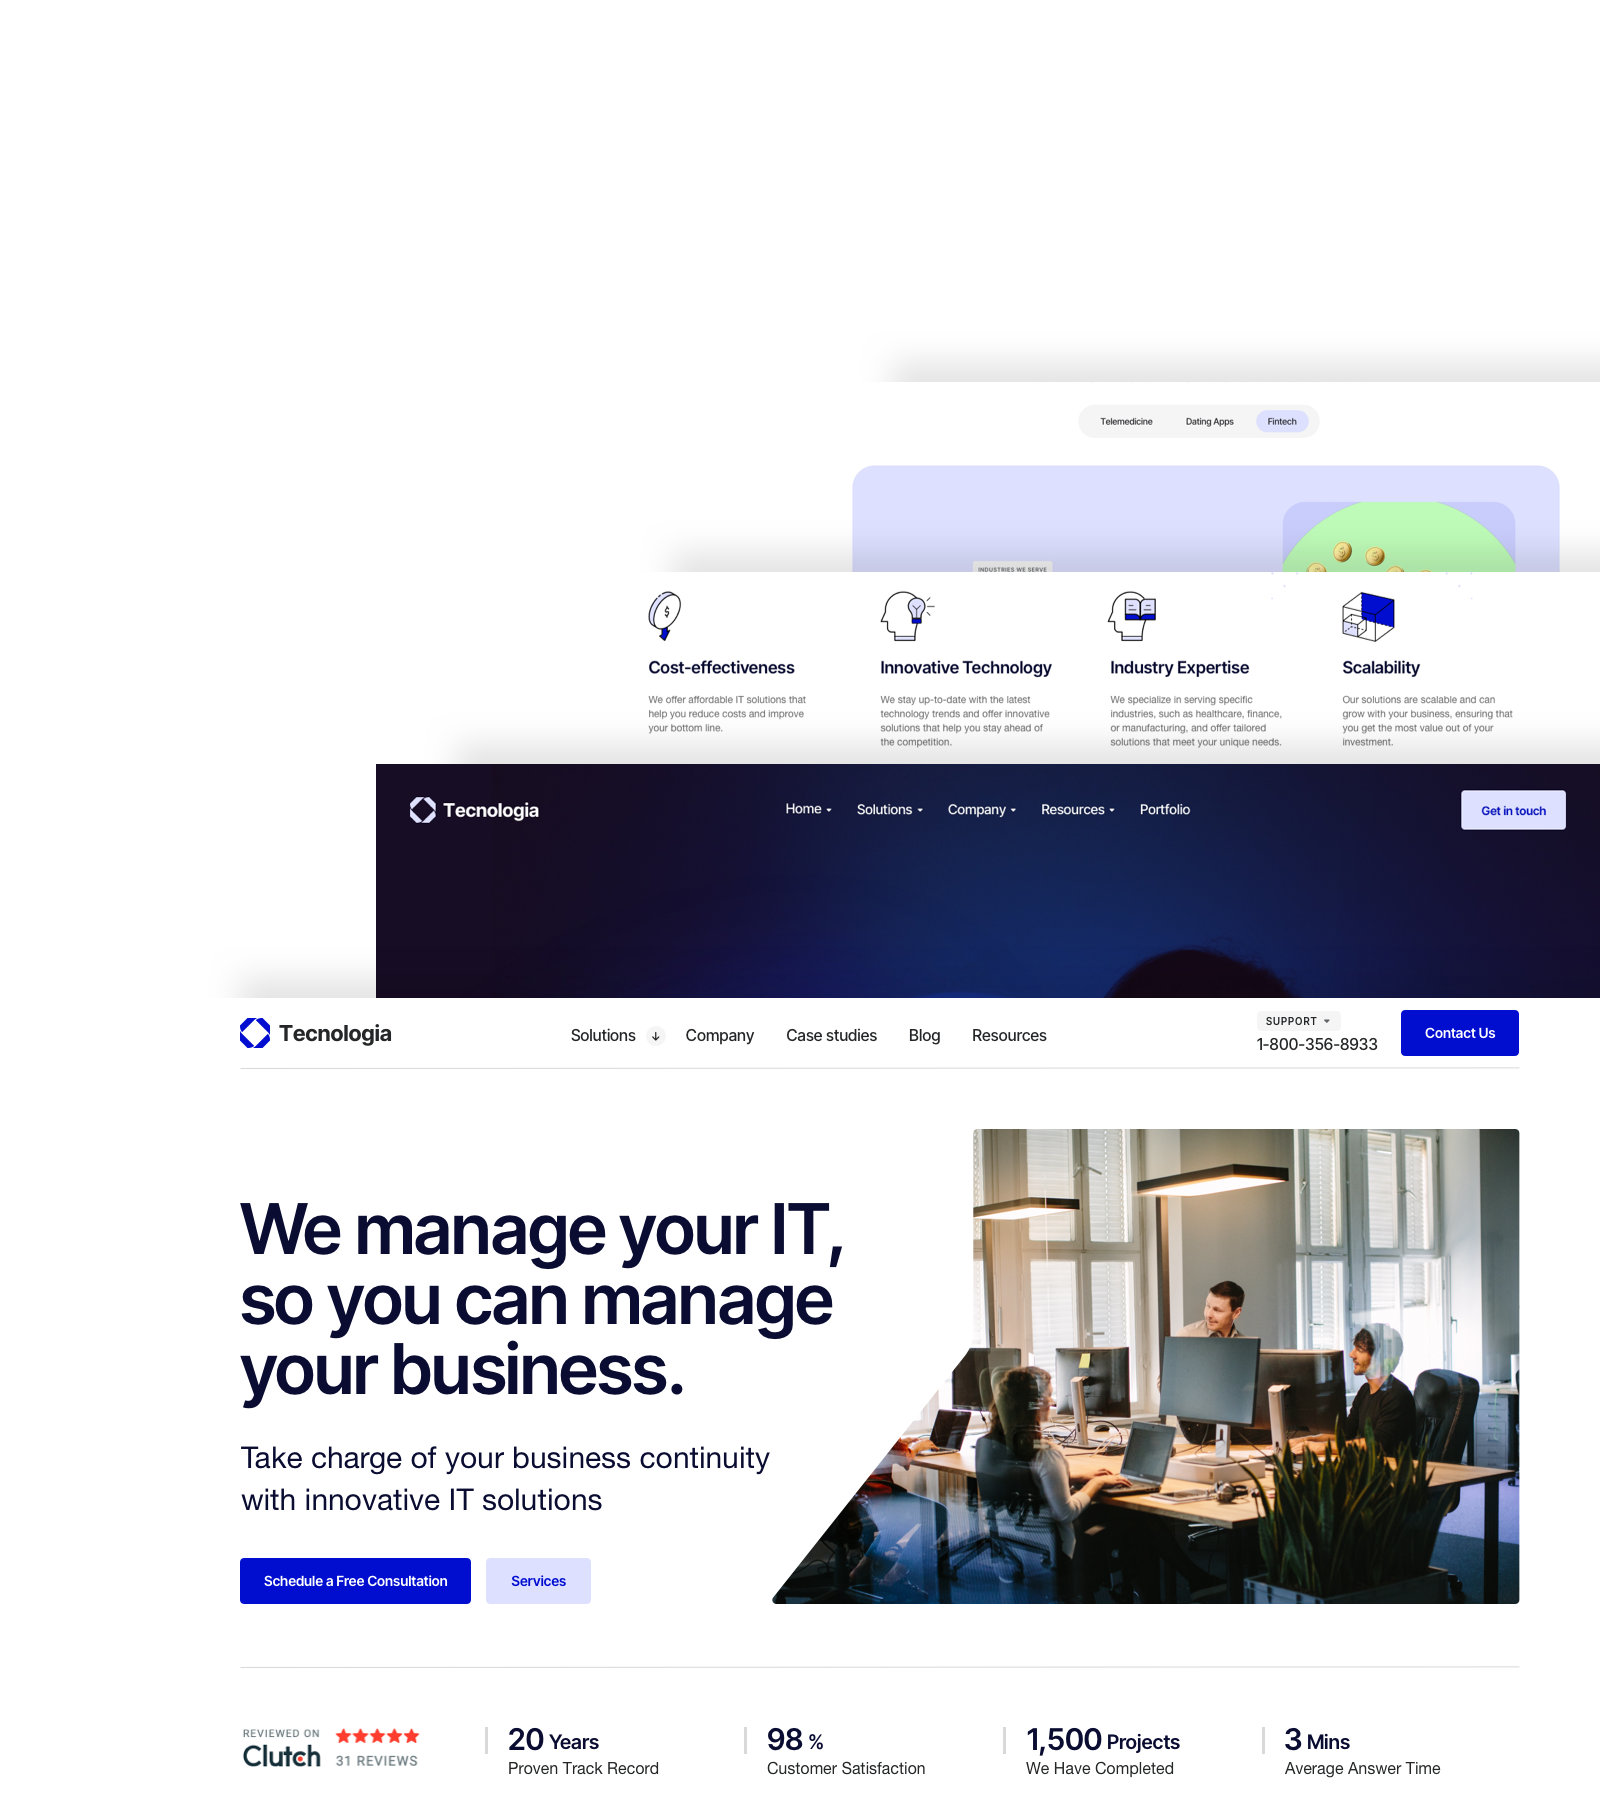 Telemedicine
Dating Apps
Fintech
INDUSTRIES WE SERVE
Cost-effectiveness
We offer affordable IT solutions that
help you reduce costs and improve
your bottom line.
Innovative Technology
We stay up-to-date with the latest
technology trends and offer innovative
solutions that help you stay ahead of
the competition.
Industry Expertise
We specialize in serving specific
industries, such as healthcare, finance,
or manufacturing, and offer tailored
solutions that meet your unique needs.
Scalability
Our solutions are scalable and can
grow with your business, ensuring that
you get the most value out of your
investment.
Tecnologia
Home
Solutions
Company
Resources
Portfolio
Get in touch
Tecnologia
Solutions
Company
Case studies
Blog
Resources
SUPPORT
1-800-356-8933
Contact Us
We manage your IT,
so you can manage
your business.
Take charge of your business continuity
with innovative IT solutions
Schedule a Free Consultation
Services
REVIEWED ON
Clutch
31 REVIEWS
20 Years
Proven Track Record
98 %
Customer Satisfaction
1,500 Projects
We Have Completed
3 Mins
Average Answer Time